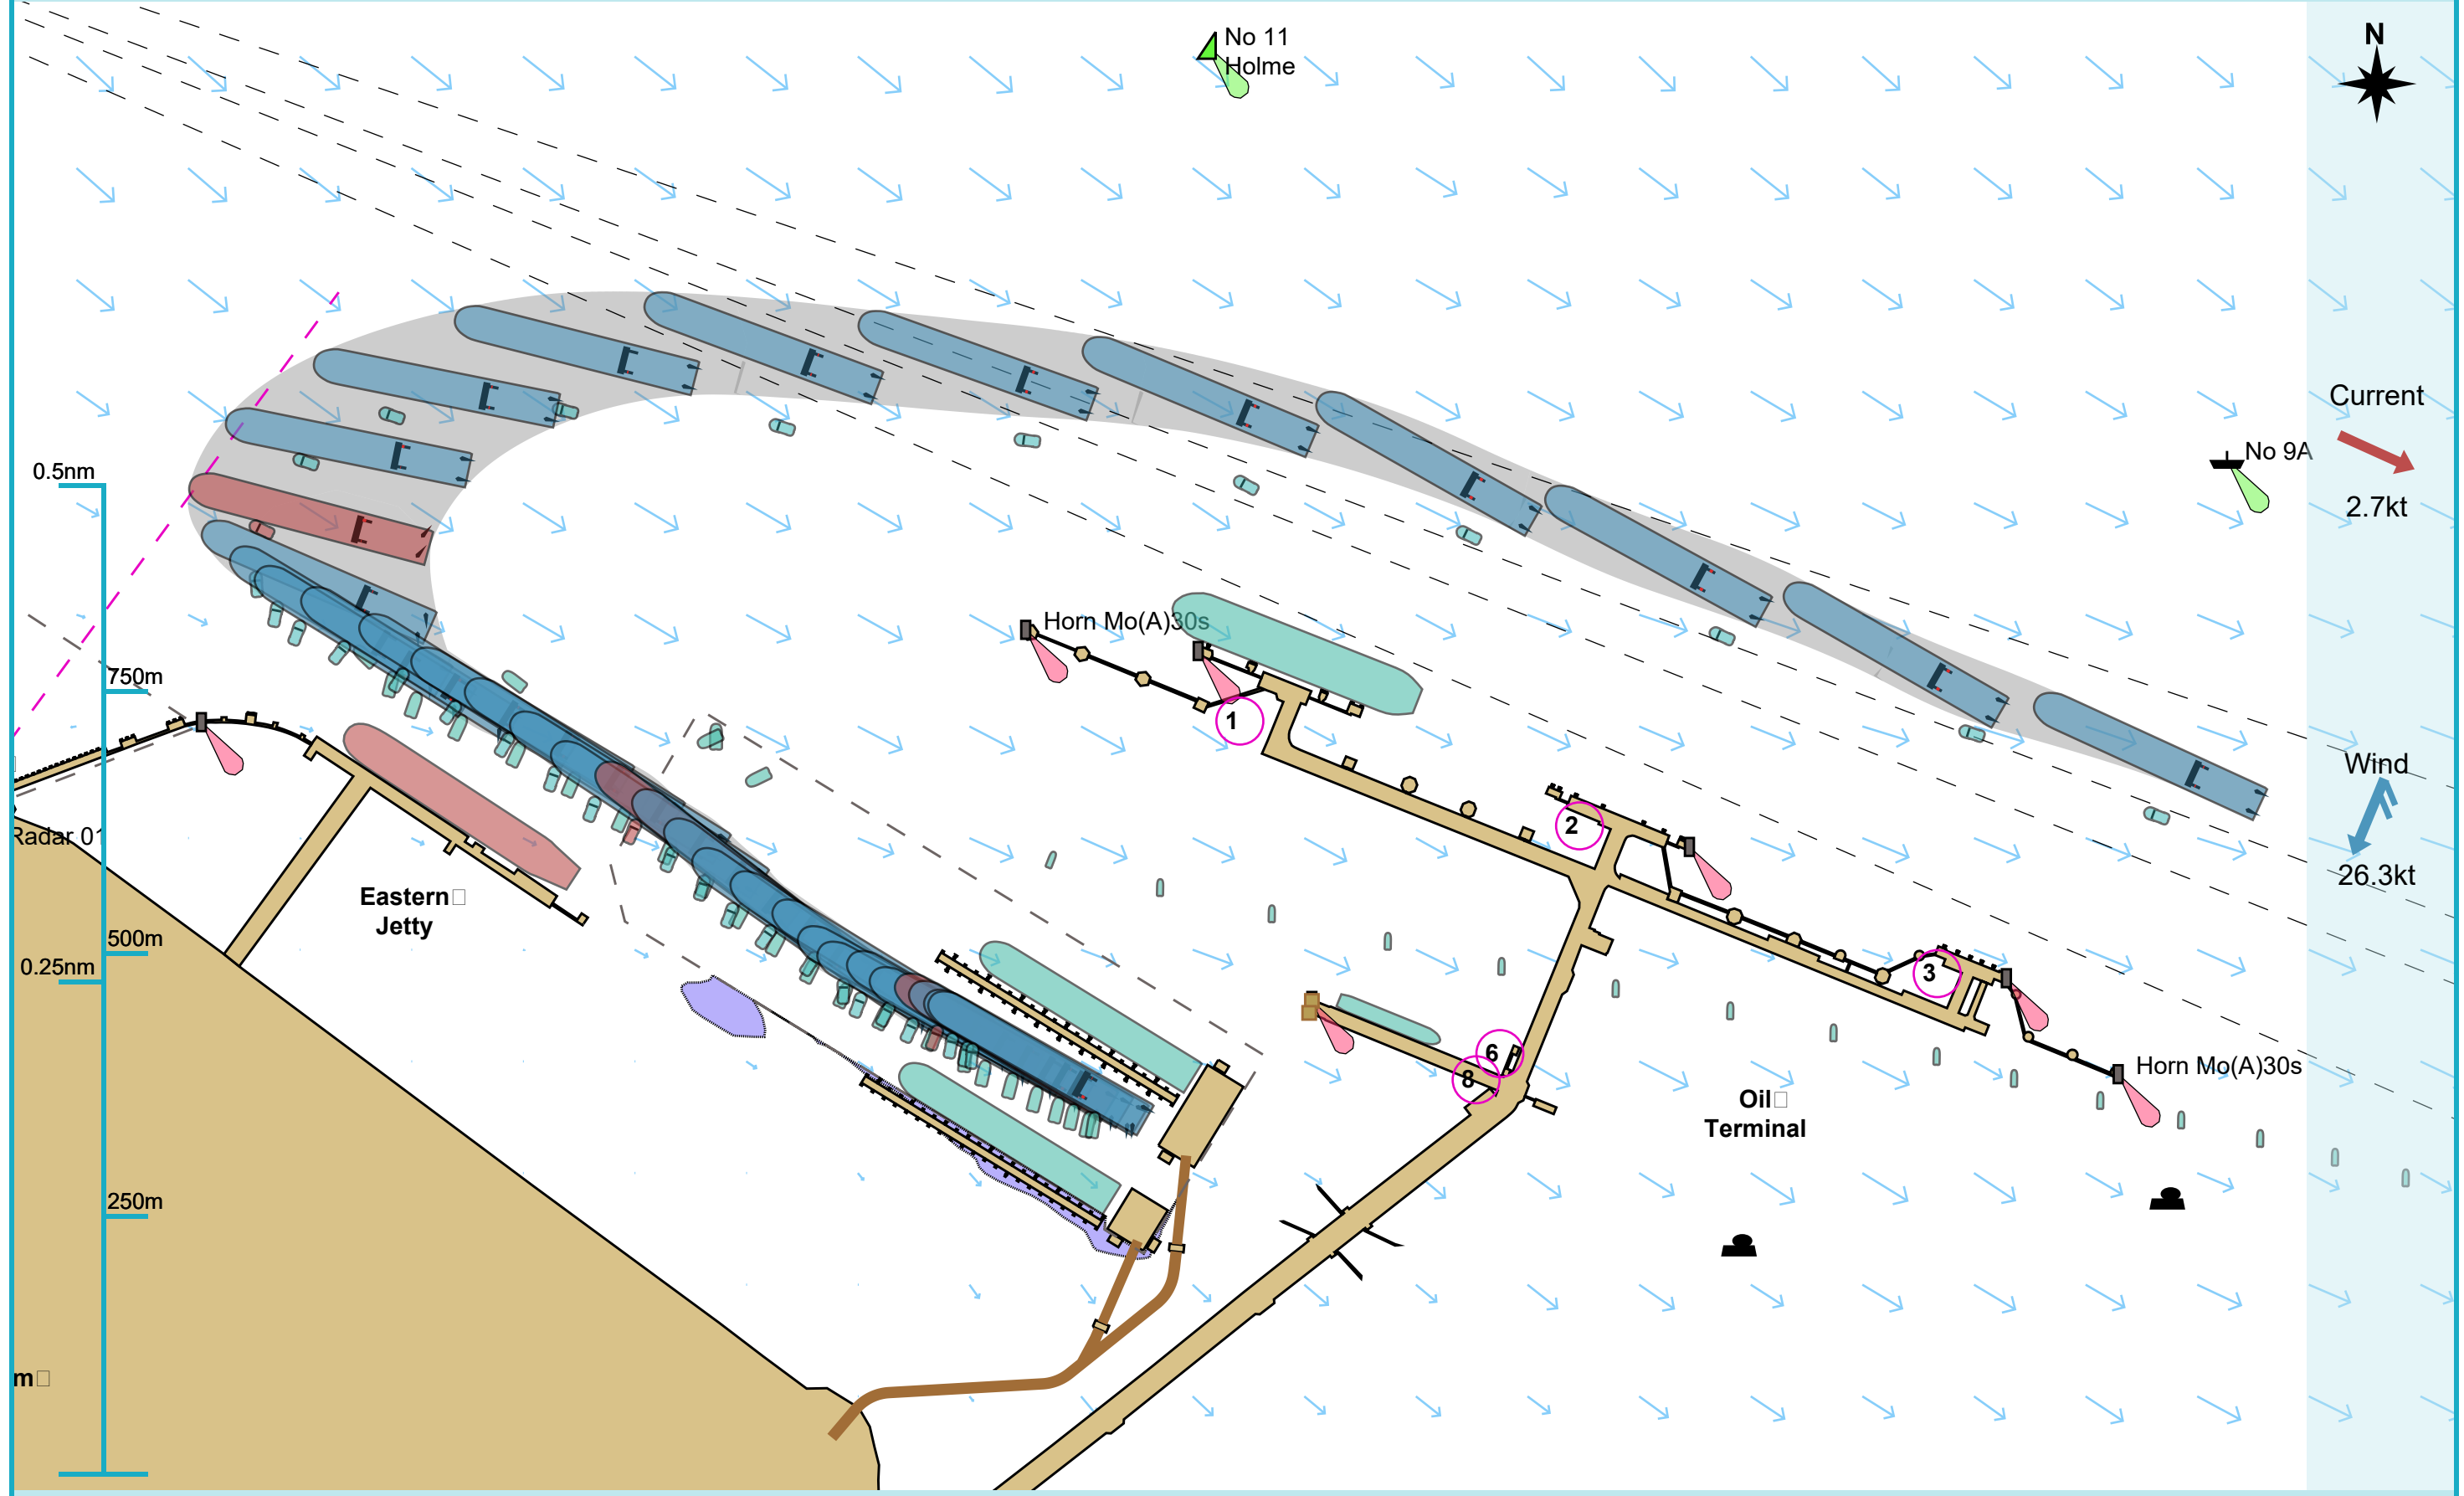 No 11
Holme
N
Current
2.7kt
No 9A
0.5nm
Horn Mo(A)30s
750m
1
Wind
26.3kt
2
Radar 01
Eastern
Jetty
500m
0.25nm
3
6
8
Horn Mo(A)30s
Oil
Terminal
250m
m